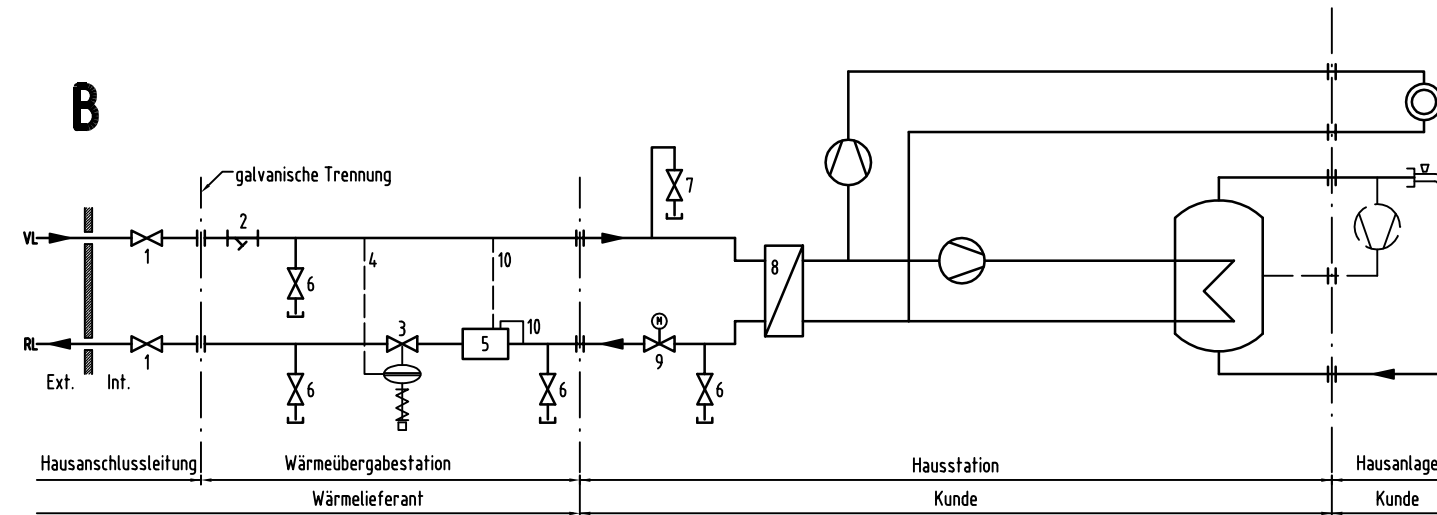 B
galvanische Trennung
2
7
VL
1
4
10
8
6
3
10
RL
1
5
M
9
Ext. Int.
6
6
6
Hausanschlussleitung Wärmeübergabestation Hausstation Hausanlage
Wärmelieferant Kunde Kunde